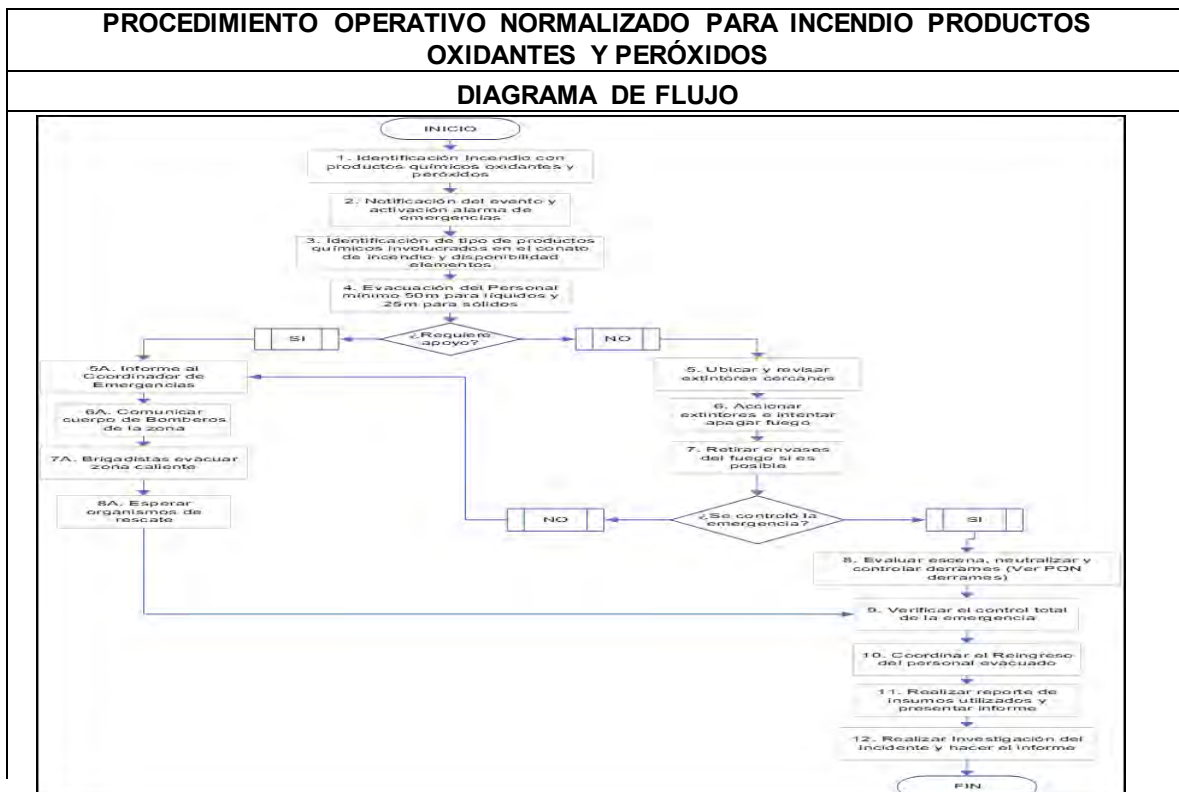 PROCEDIMIENTO OPERATIVO NORMALIZADO PARA INCENDIO PRODUCTOS
OXIDANTES Y PERÓXIDOS
DIAGRAMA DE FLUJO
INICIO
1. Identificación Incendio con
productos químicos oxidantes y
peróxidos
2. Notificación del evento y
activación alarma de
emergencias
3. Identificación de tipo de productos
químicos involucrados en el conato
de incendio y disponibilidad
elementos
4. Evacuación del Personal
mínimo 50m para líquidos y
25m para sólidos
¿Requiere
apoyo?
SI
NO
5A. Informe al
Coordinador de
Emergencias
6A. Comunicar
cuerpo de Bomberos
de la zona
7A. Brigadistas evacuar
zona caliente
8A. Esperar
organismos de
rescate
5. Ubicar y revisar
extintores cercanos
6. Accionar
extintores e intentar
apagar fuego
7. Retirar envases
del fuego si es
posible
¿Se controló la
emergencia?
NO
SI
8. Evaluar escena, neutralizar y
controlar derrames (Ver PON
derrames)
9. Verificar el control total
de la emergencia
10. Coordinar el Reingreso
del personal evacuado
11. Realizar reporte de
insumos utilizados y
presentar informe
12. Realizar Investigación del
Incidente y hacer el informe
FIN